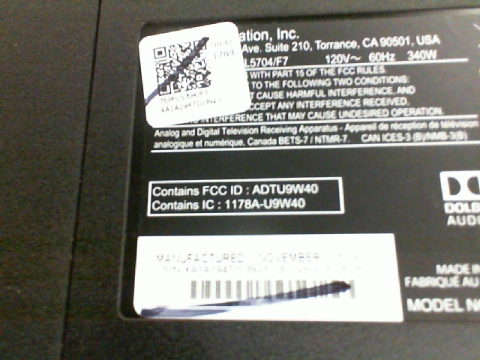 ation, Inc.
Ave. Suite 210, Torrance, CA 90501, USA
L5704/F7 120V~ 60Hz 340W
WITH PART 15 OF THE FCC RULES.
THE FOLLOWING TWO CONDITIONS:
CAUSE HARMFUL INTERFERENCE, AND
ACCEPT ANY INTERFERENCE RECEIVED,
INTERFERENCE THAT MAY CAUSE UNDESIRED OPERATION.
Analog and Digital Television Receiving Apparatus - Appareil de réception de télévision
analogique et numérique, Canada BETS-7 / NTMR-7. CAN ICES-3 (B)/NMB-3(B)
Contains FCC ID : ADTU9W40
Contains IC : 1178A-U9W40
DOLB
AUDI
MANUFACTURED NOVEMBER
MADE IN
FABRIQUÉ AU
MODEL NO